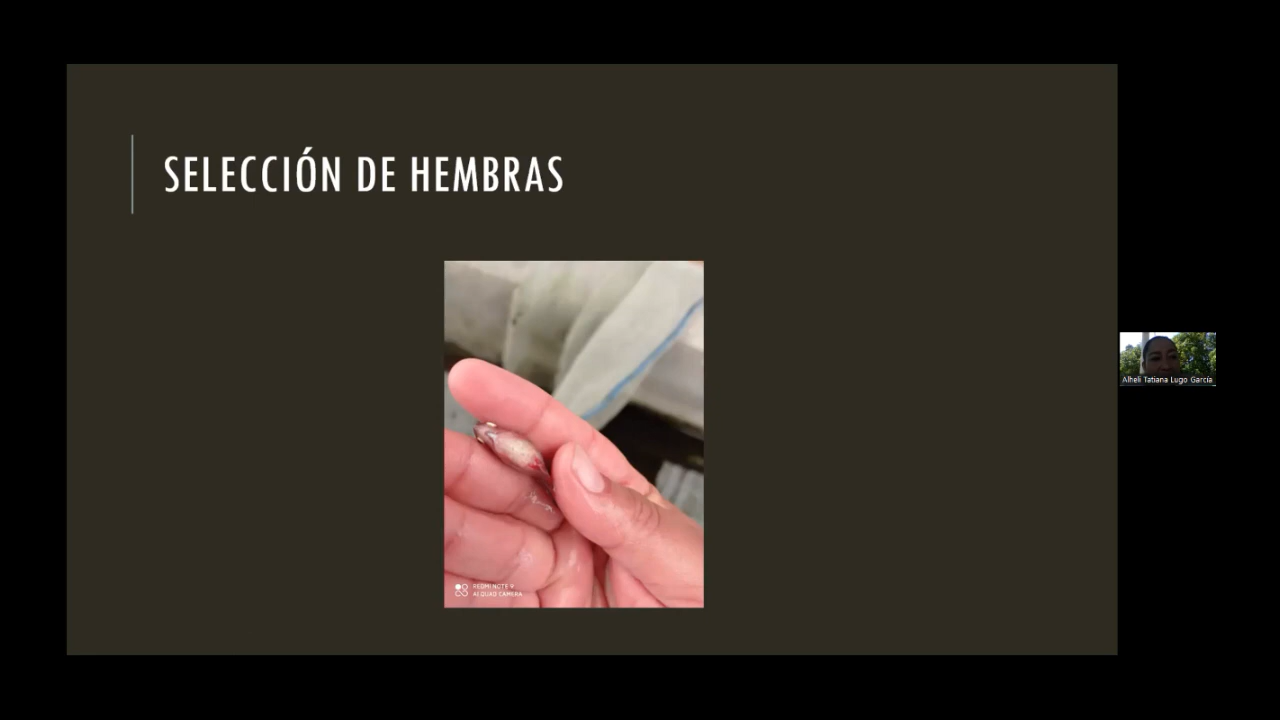 SELECCIÓN DE HEMBRAS
REDMI NOTE 9
AI QUAD CAMERA
Alheli Tatiana Lugo García